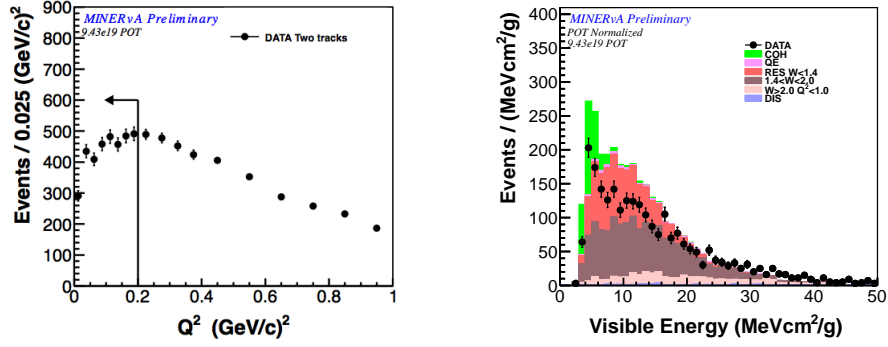 MINERvA Preliminary
9.43e19 POT
DATA Two tracks
Events / 0.025 (GeV/c)²
900
800
700
600
500
400
300
200
100
0
0 0.2 0.4 0.6 0.8 1
Q² (GeV/c)²
MINERvA Preliminary
POT Normalized
9.43e19 POT
DATA
COH
QE
RES W<1.4
1.4<W<2.0
W>2.0 Q²<1.0
DIS
Events / (MeVcm²/g)
400
350
300
250
200
150
100
50
0
0 10 20 30 40 50
Visible Energy (MeVcm²/g)